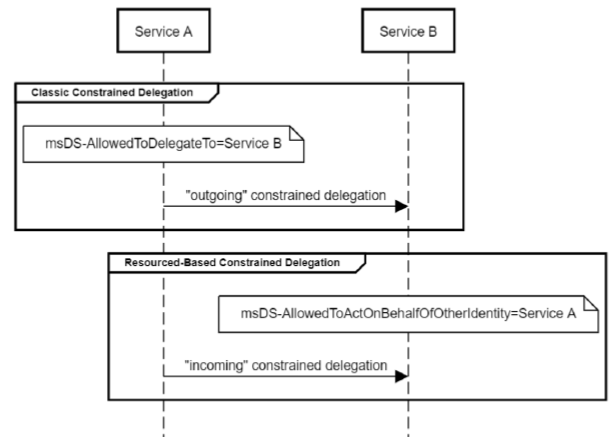 Service A
Service B
Classic Constrained Delegation
msDS-AllowedToDelegateTo=Service B
"outgoing" constrained delegation
Resourced-Based Constrained Delegation
msDS-AllowedToActOnBehalfOfOtherIdentity=Service A
"incoming" constrained delegation